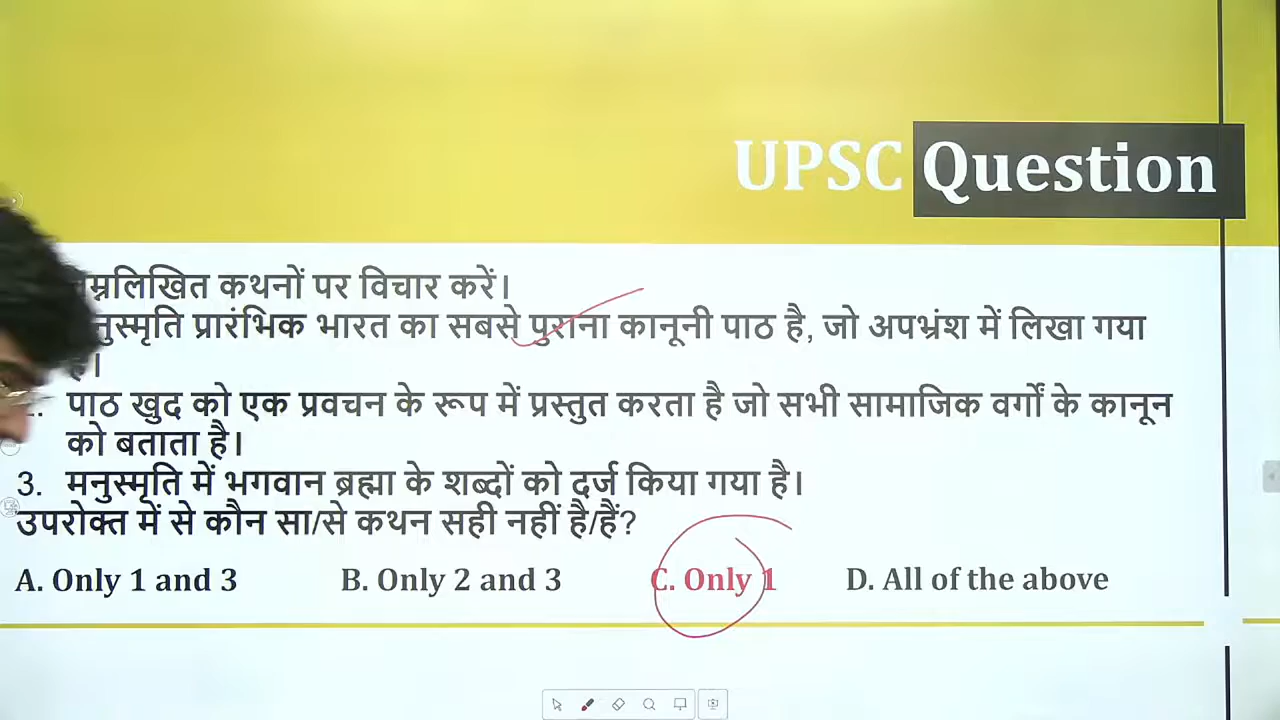 UPSC Question
कथनों पर विचार करें।
प्रारंभिक भारत का सबसे पुराना कानूनी पाठ है, जो अपभ्रंश में लिखा गया
है।
पाठ खुद को एक प्रवचन के रूप में प्रस्तुत करता है जो सभी सामाजिक वर्गों के कानून
को बताता है।
3. मनुस्मृति में भगवान ब्रह्मा के शब्दों को दर्ज किया गया है।
उपरोक्त में से कौन सा/से कथन सही नहीं है/हैं?
A. Only 1 and 3 B. Only 2 and 3 C. Only 1 D. All of the above